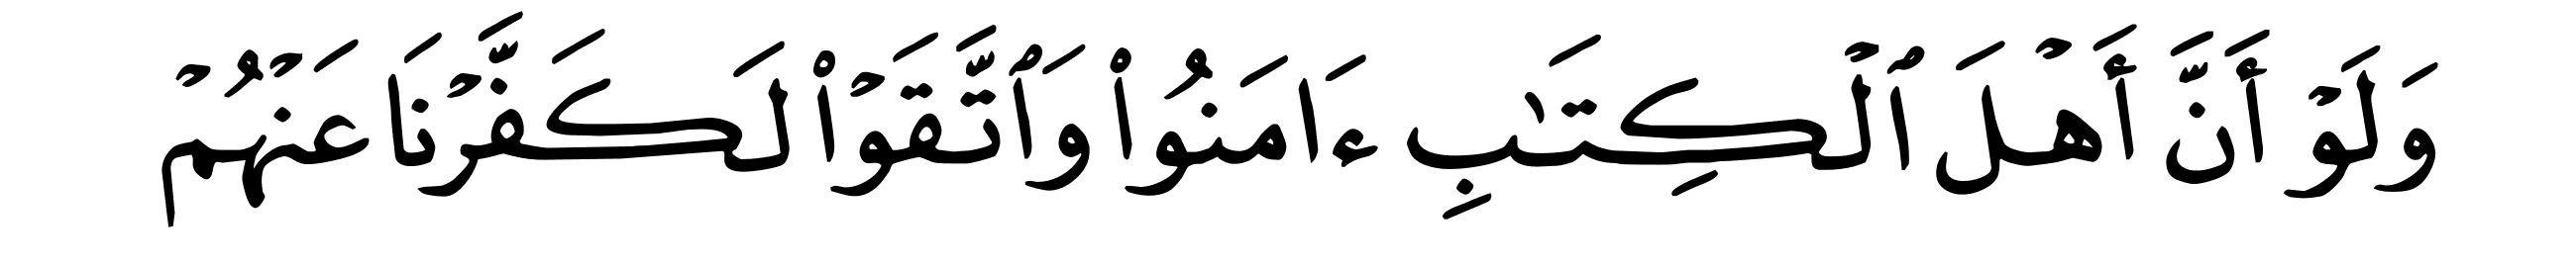 وَلَوْ أَنَّ أَهْلَ ٱلْكِتَٰبِ ءَامَنُوا۟ وَٱتَّقَوْا۟ لَكَفَّرْنَا عَنْهُمْ